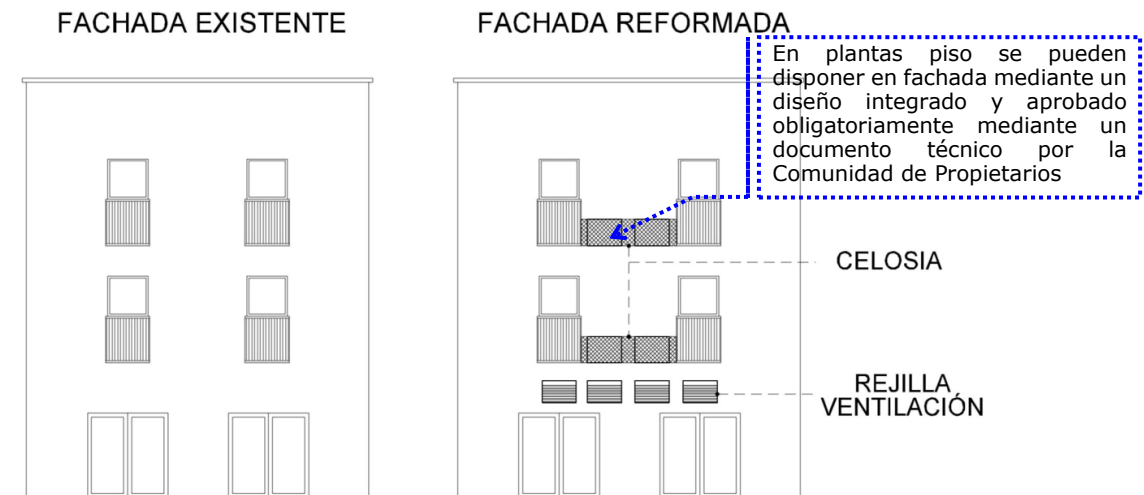 FACHADA EXISTENTE
FACHADA REFORMADA
En plantas piso se pueden
disponer en fachada mediante un
diseño integrado y aprobado
obligatoriamente mediante un
documento técnico por la
Comunidad de Propietarios
CELOSIA
REJILLA
VENTILACIÓN